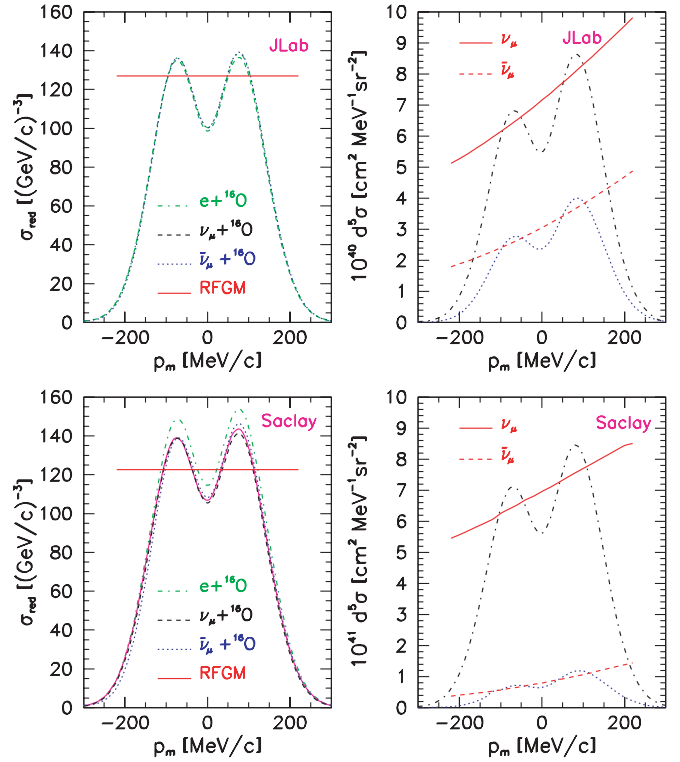 JLab
σred [(GeV/c)⁻³]
160
140
120
100
80
60
40
20
0
e+¹⁶O
νμ+¹⁶O
ν̄μ+¹⁶O
RFGM
-200 0 200
pm [MeV/c]
νμ
ν̄μ
JLab
10⁴⁰ d⁵σ [cm² MeV⁻¹sr⁻²]
10
9
8
7
6
5
4
3
2
1
0
-200 0 200
pm [MeV/c]
Saclay
σred [(GeV/c)⁻³]
160
140
120
100
80
60
40
20
0
e+¹⁶O
νμ+¹⁶O
ν̄μ+¹⁶O
RFGM
-200 0 200
pm [MeV/c]
νμ
ν̄μ
Saclay
10⁴¹ d⁵σ [cm² MeV⁻¹sr⁻²]
10
9
8
7
6
5
4
3
2
1
0
-200 0 200
pm [MeV/c]